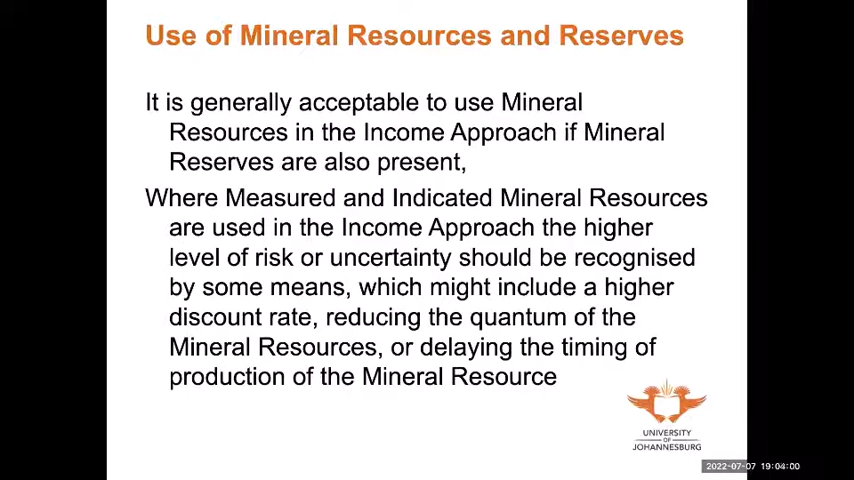 Use of Mineral Resources and Reserves
It is generally acceptable to use Mineral
Resources in the Income Approach if Mineral
Reserves are also present,
Where Measured and Indicated Mineral Resources
are used in the Income Approach the higher
level of risk or uncertainty should be recognised
by some means, which might include a higher
discount rate, reducing the quantum of the
Mineral Resources, or delaying the timing of
production of the Mineral Resource
UNIVERSITY
OF
JOHANNESBURG
2022-07-07 19:04:00